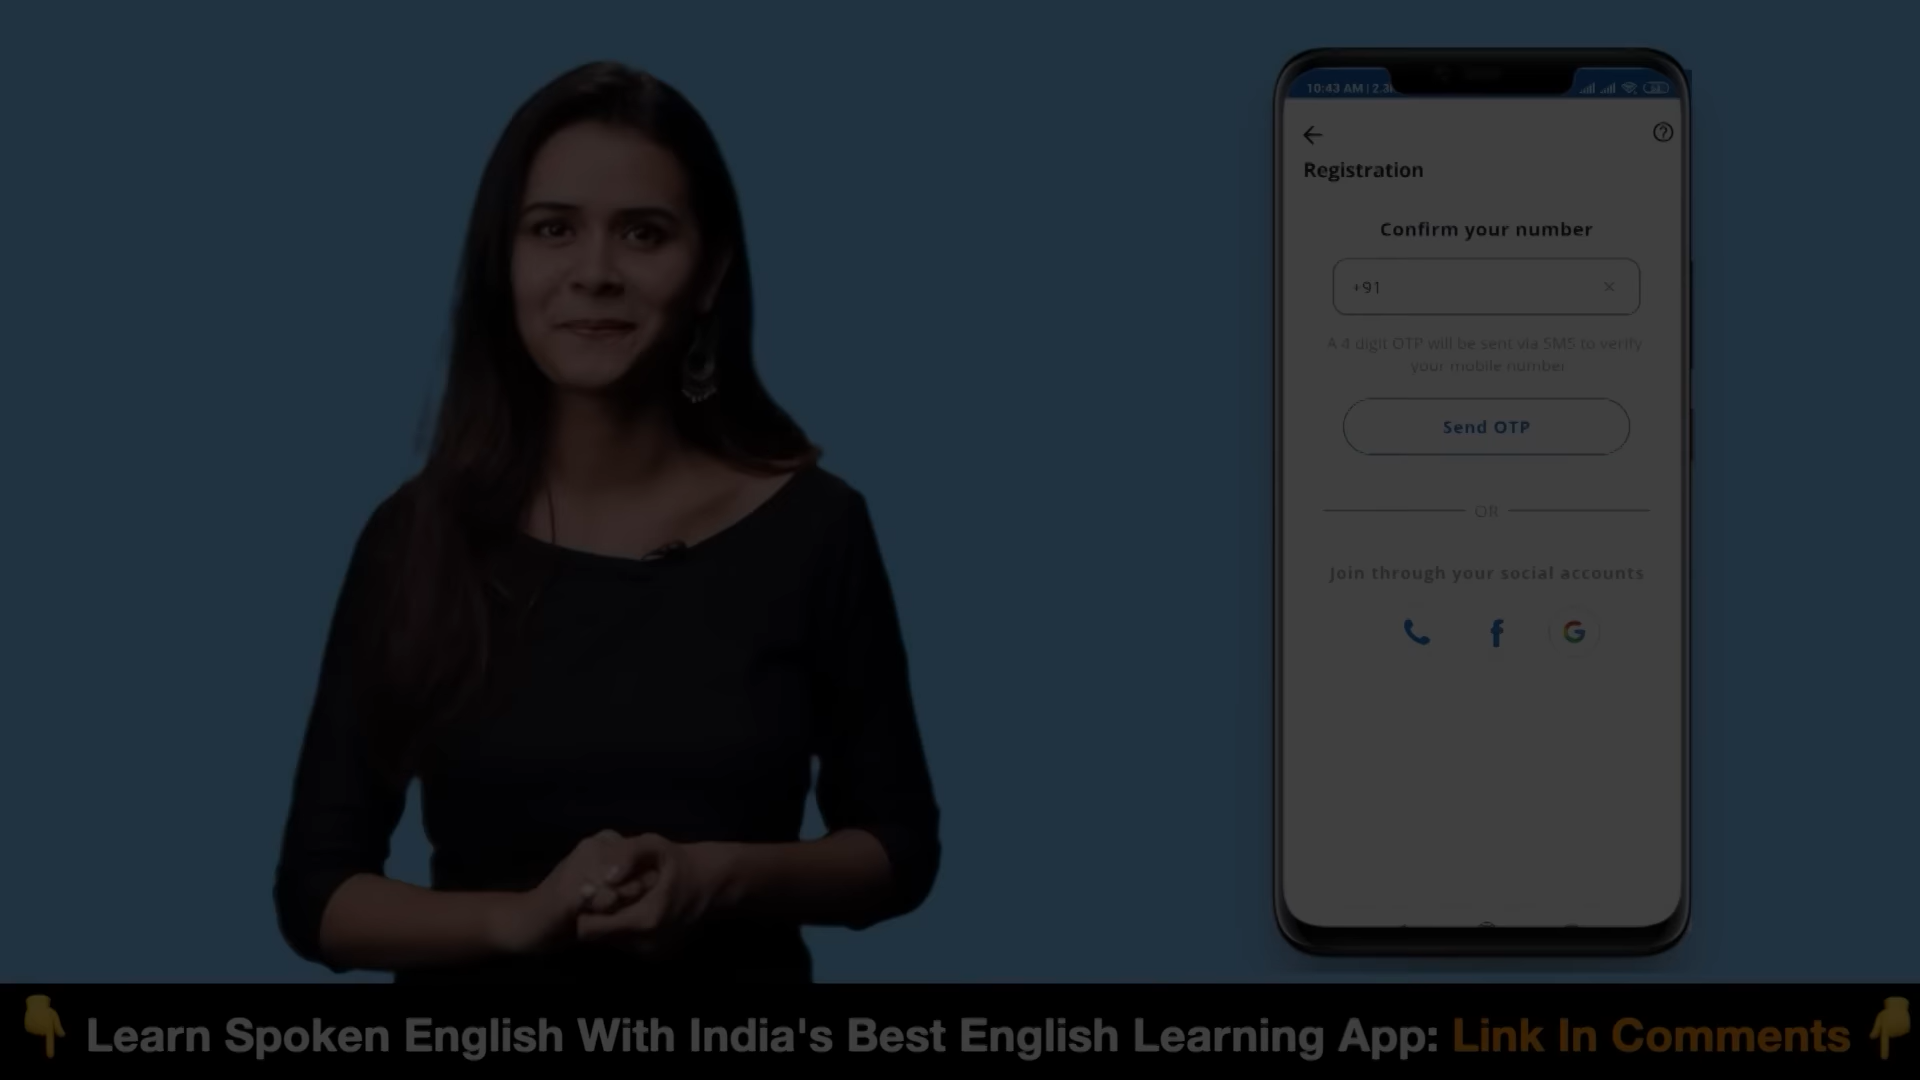 10:43 AM | 2.3
Registration
Confirm your number
+91
A 4 digit OTP will be sent via SMS to verify
your mobile number
Send OTP
OR
Join through your social accounts
Learn Spoken English With India's Best English Learning App: Link In Comments